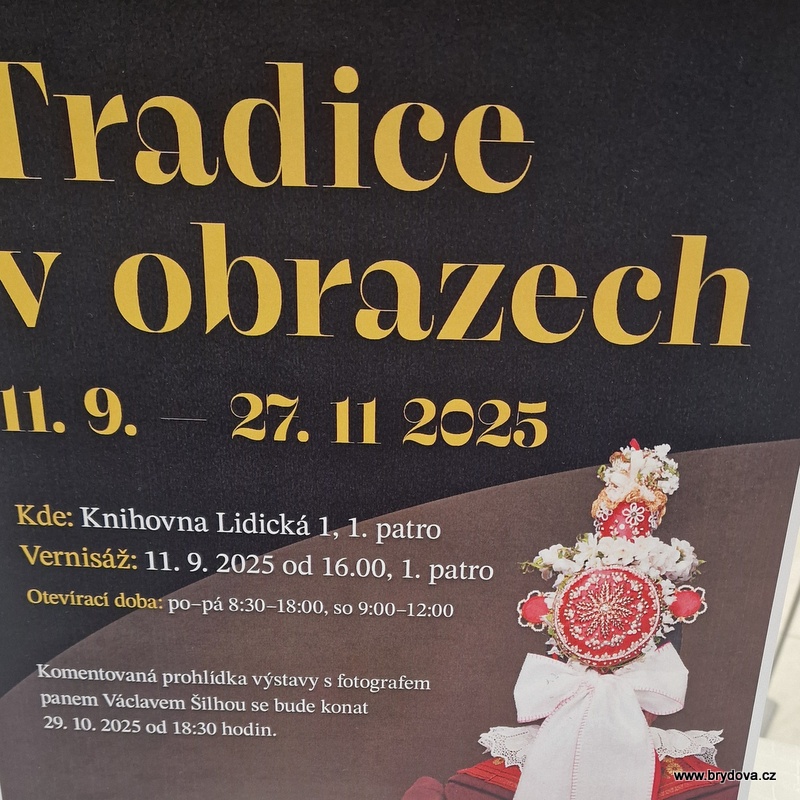 Tradice
v obrazech
11. 9. — 27. 11 2025
Kde: Knihovna Lidická 1, 1. patro
Vernisáž: 11. 9. 2025 od 16.00, 1. patro
Otevírací doba: po–pá 8:30–18:00, so 9:00–12:00
Komentovaná prohlídka výstavy s fotografem
panem Václavem Šilhou se bude konat
29. 10. 2025 od 18:30 hodin.
www.brydova.cz